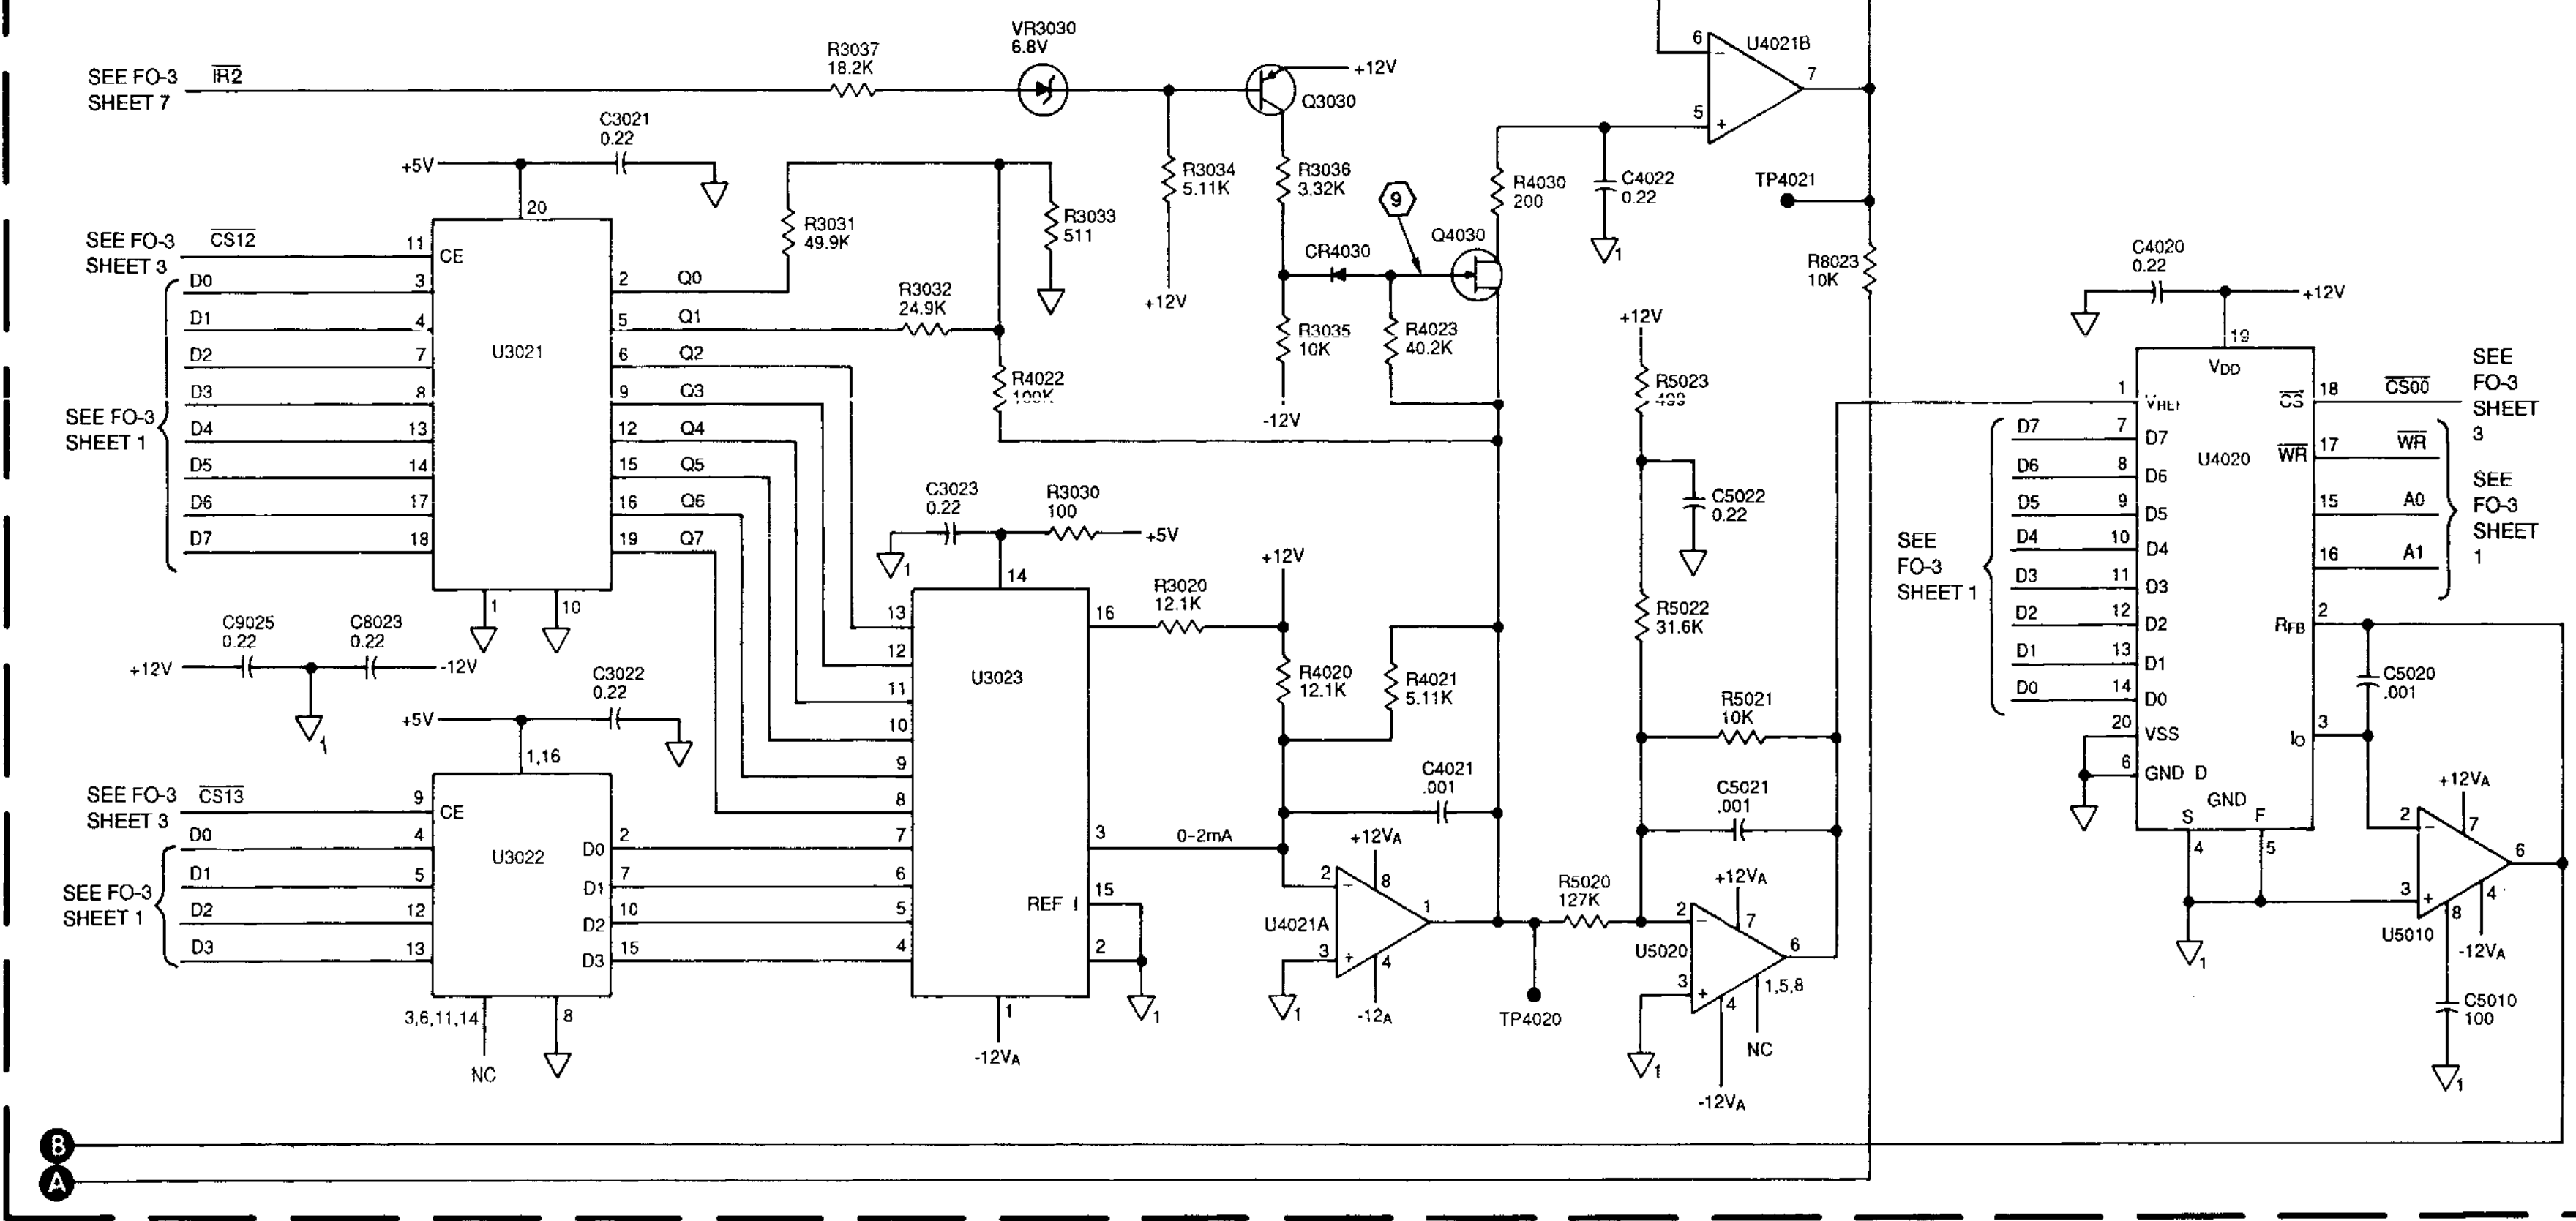 SEE FO-3
SHEET 7
IR2
R3037
18.2K
VR3030
6.8V
+12V
Q3030
R3034
5.11K
+12V
R3036
3.32K
9
CR4030
Q4030
R3035
10K
-12V
R4023
40.2K
R4030
200
C4022
0.22
1
6
-
U4021B
7
5
+
TP4021
R8023
10K
C3021
0.22
+5V
20
SEE FO-3
SHEET 3
CS12
11
CE
U3021
SEE FO-3
SHEET 1
D0
3
2
Q0
D1
4
5
Q1
D2
7
6
Q2
D3
8
9
Q3
D4
13
12
Q4
D5
14
15
Q5
D6
17
16
Q6
D7
18
19
Q7
1
10
R3031
49.9K
R3032
24.9K
R3033
511
R4022
100K
C9025
0.22
C8023
0.22
+12V
-12V
1
C3022
0.22
+5V
1,16
SEE FO-3
SHEET 3
CS13
9
CE
U3022
SEE FO-3
SHEET 1
D0
4
D0
2
D1
5
D1
7
D2
12
D2
10
D3
13
D3
15
3,6,11,14
NC
8
C3023
0.22
R3030
100
+5V
1
14
U3023
13
12
11
10
9
8
7
6
5
4
16
3
REF I
15
2
1
1
-12VA
R3020
12.1K
+12V
R4020
12.1K
R4021
5.11K
C4021
.001
0-2mA
+12VA
2
-
8
U4021A
1
3
+
4
1
-12A
TP4020
R5020
127K
+12V
R5023
499
C5022
0.22
R5022
31.6K
R5021
10K
C5021
.001
+12VA
2
-
7
U5020
6
3
+
4
1,5,8
1
NC
-12VA
C4020
0.22
+12V
19
VDD
1
VREF
CS
18
CS00
SEE
FO-3
SHEET
3
U4020
WR
17
WR
15
A0
16
A1
SEE
FO-3
SHEET
1
SEE
FO-3
SHEET 1
D7
7
D7
D6
8
D6
D5
9
D5
D4
10
D4
D3
11
D3
D2
12
D2
D1
13
D1
D0
14
D0
20
VSS
6
GND D
GND
S
F
4
5
1
RFB
2
C5020
.001
IO
3
+12VA
2
-
7
6
3
+
4
8
U5010
-12VA
C5010
100
1
B
A